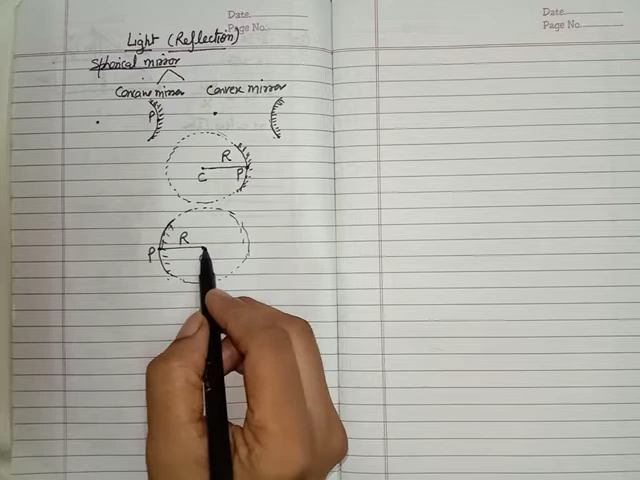 Date
Page No.
Date
Page No.
Light (Reflection)
Spherical mirror
Concave mirror Convex mirror
P
R
C P
R
P